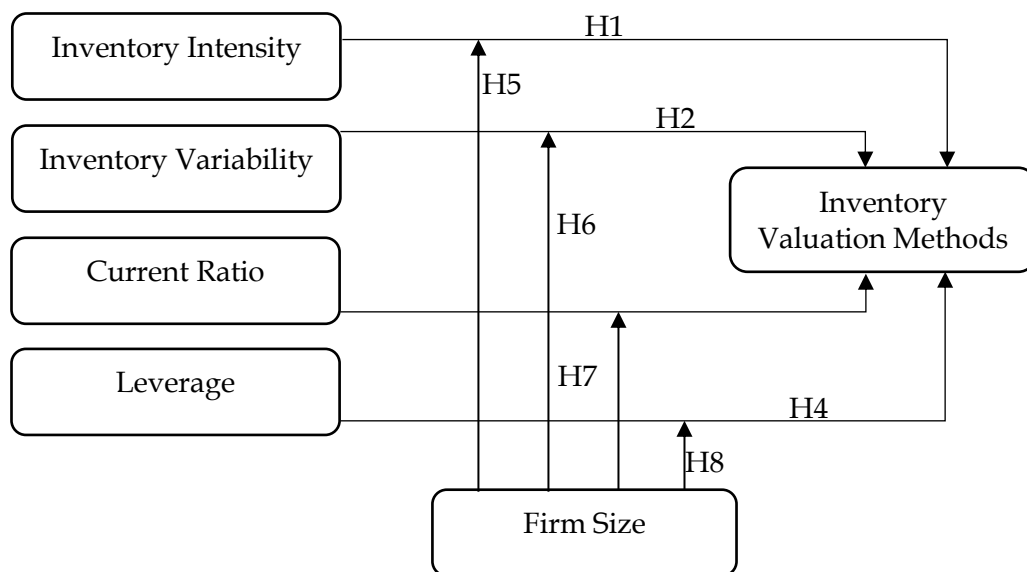 Inventory Intensity
H1
H5
H2
Inventory Variability
Inventory
Valuation Methods
H6
Current Ratio
H7
Leverage
H4
H8
Firm Size